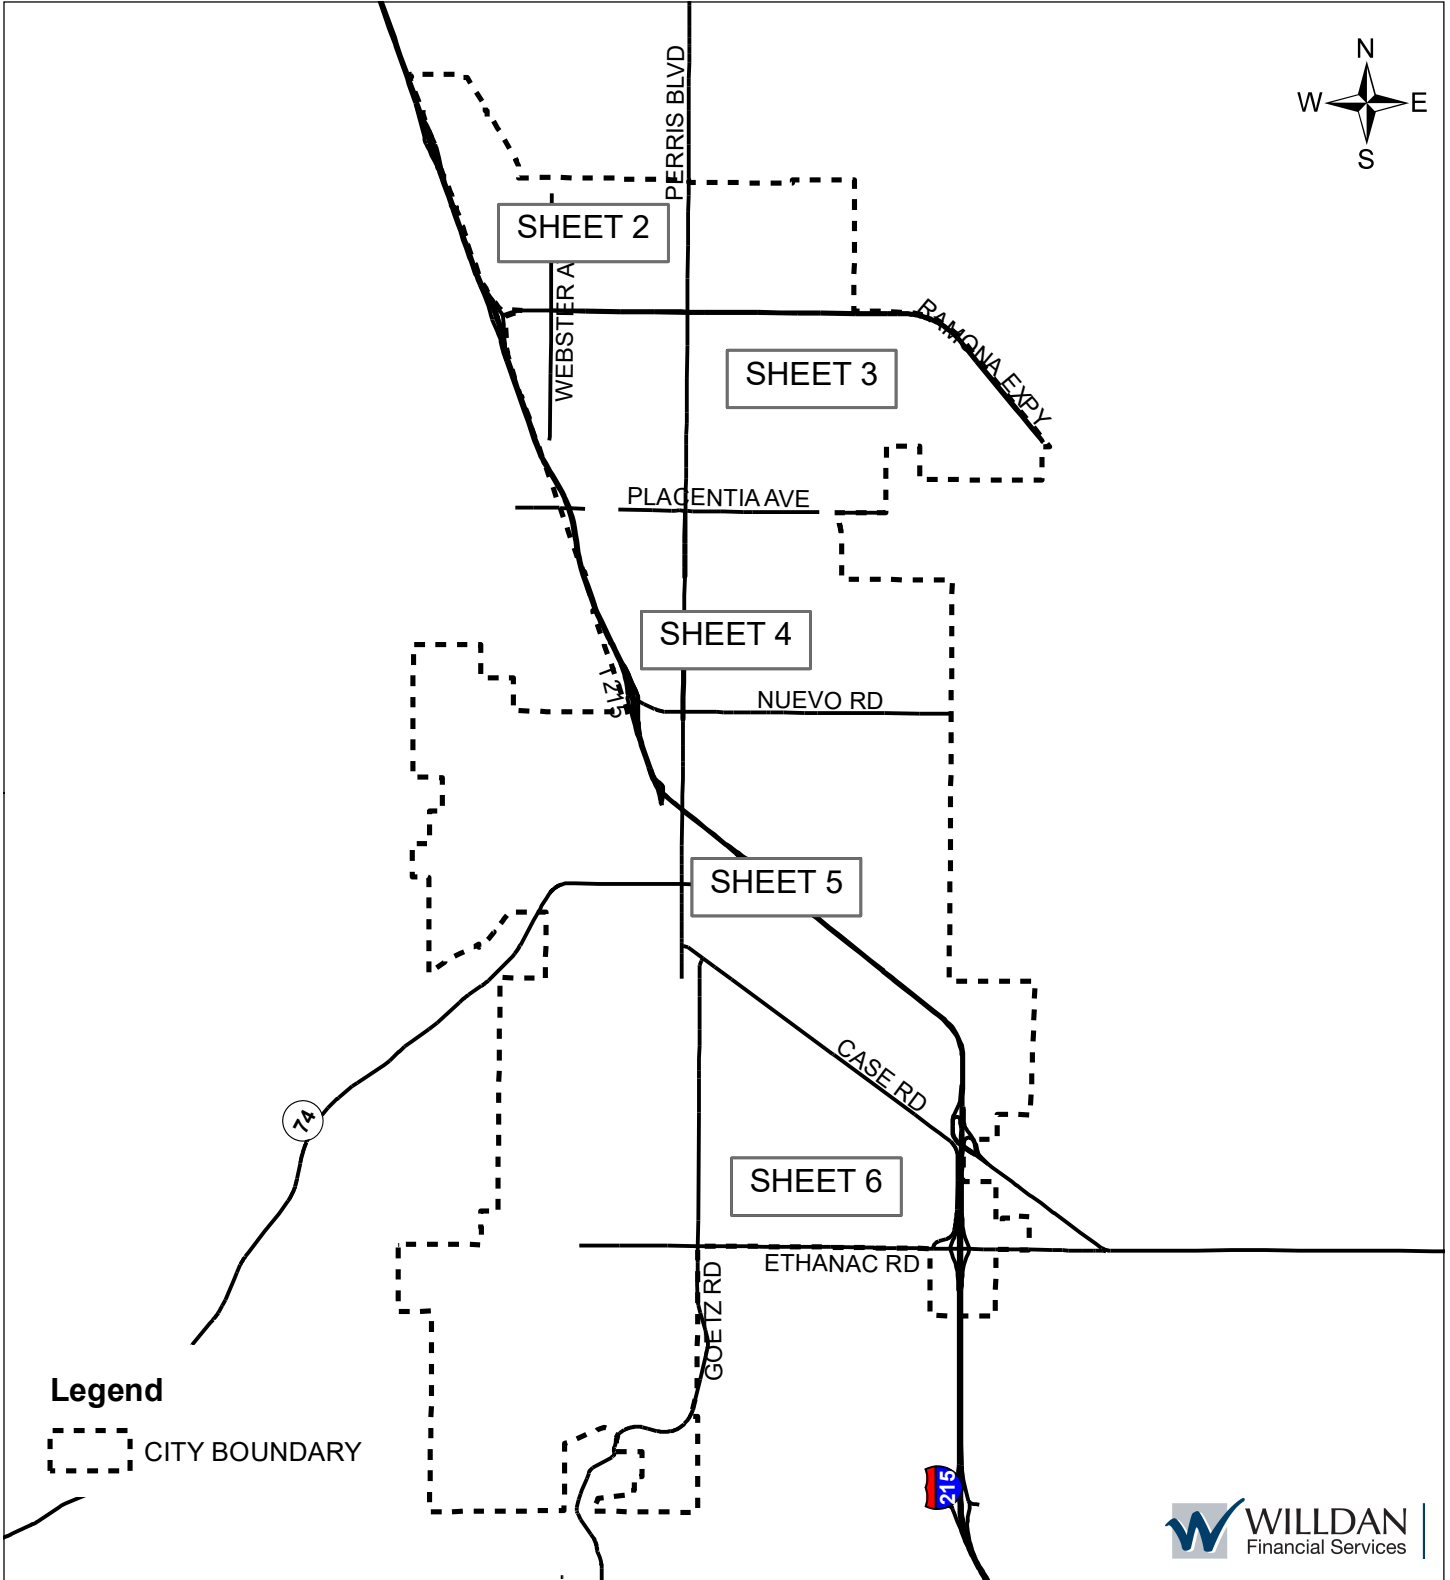 N
W E
S
PERRIS BLVD
SHEET 2
WEBSTER A
RAMONA EXPY
SHEET 3
PLACENTIA AVE
SHEET 4
I 215
NUEVO RD
SHEET 5
CASE RD
74
SHEET 6
ETHANAC RD
GOETZ RD
Legend
CITY BOUNDARY
215
WILLDAN
Financial Services